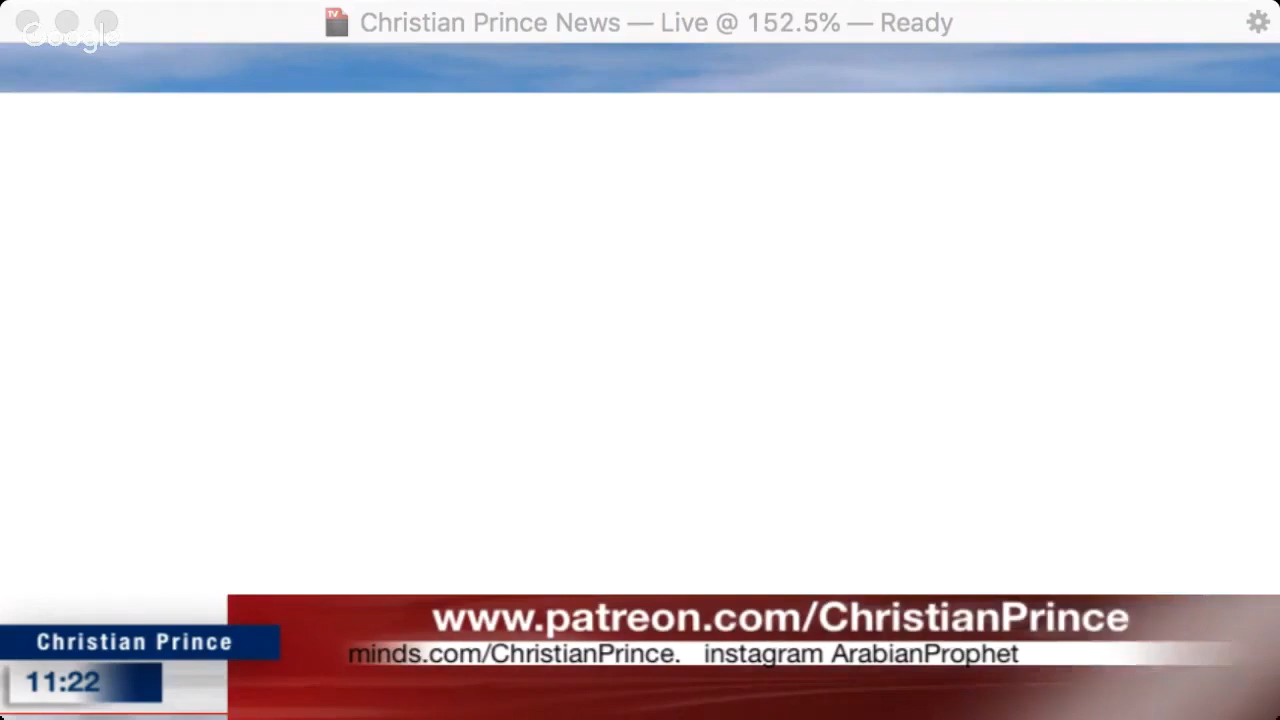 Christian Prince News — Live @ 152.5% — Ready
Google
www.patreon.com/ChristianPrince
minds.com/ChristianPrince. instagram ArabianProphet
Christian Prince
11:22